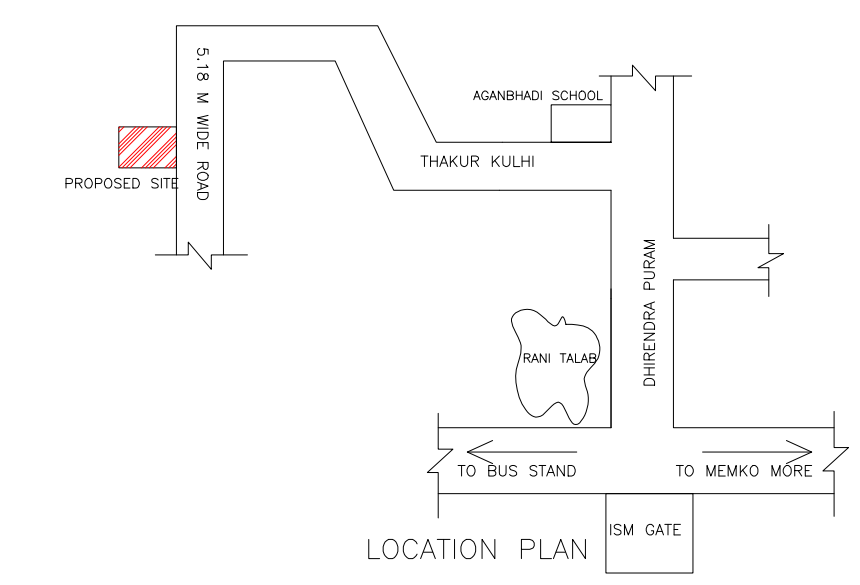 5.18 M WIDE ROAD
AGANBHADI SCHOOL
THAKUR KULHI
PROPOSED SITE
DHIRENDRA PURAM
RANI TALAB
TO BUS STAND
TO MEMKO MORE
ISM GATE
LOCATION PLAN